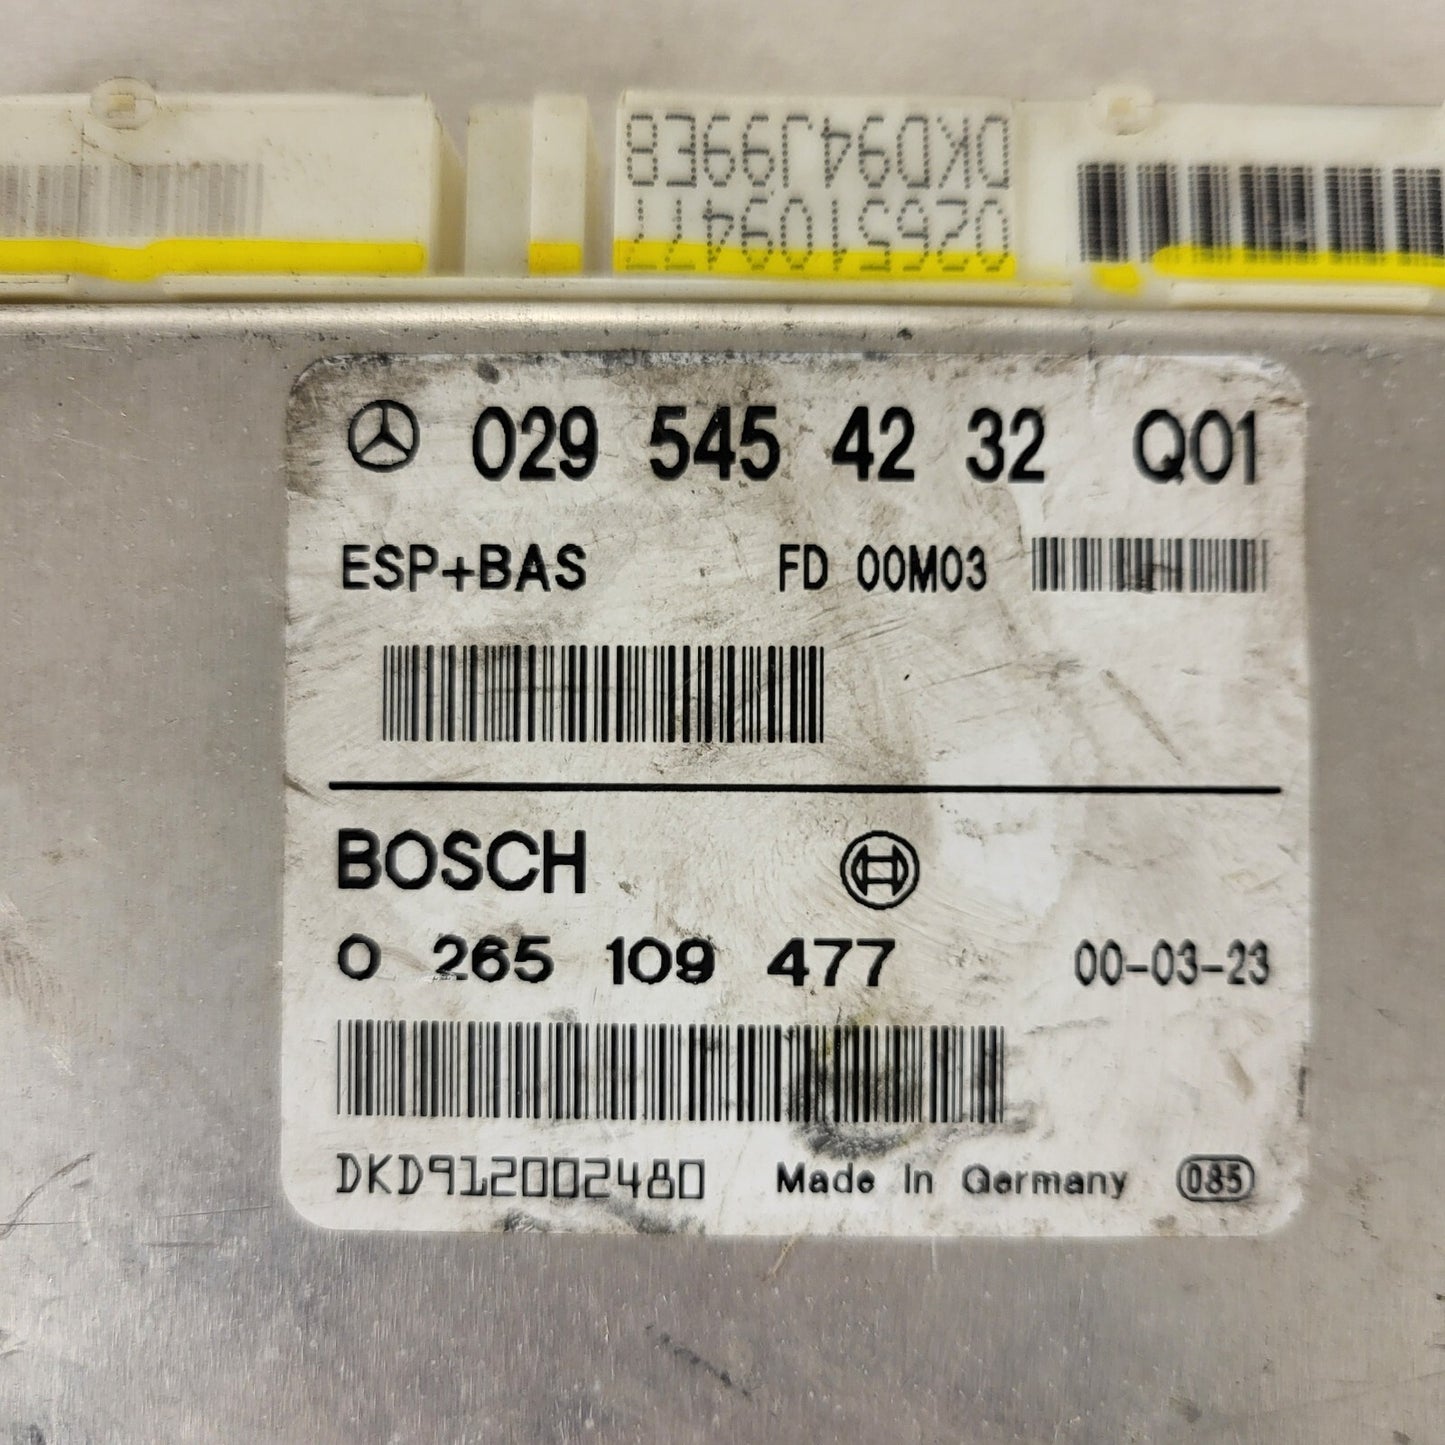 DKD94J99EB
0265109477
029 545 42 32 Q01
ESP+BAS FD 00M03
BOSCH
0 265 109 477 00-03-23
DKD912002480 Made In Germany 085